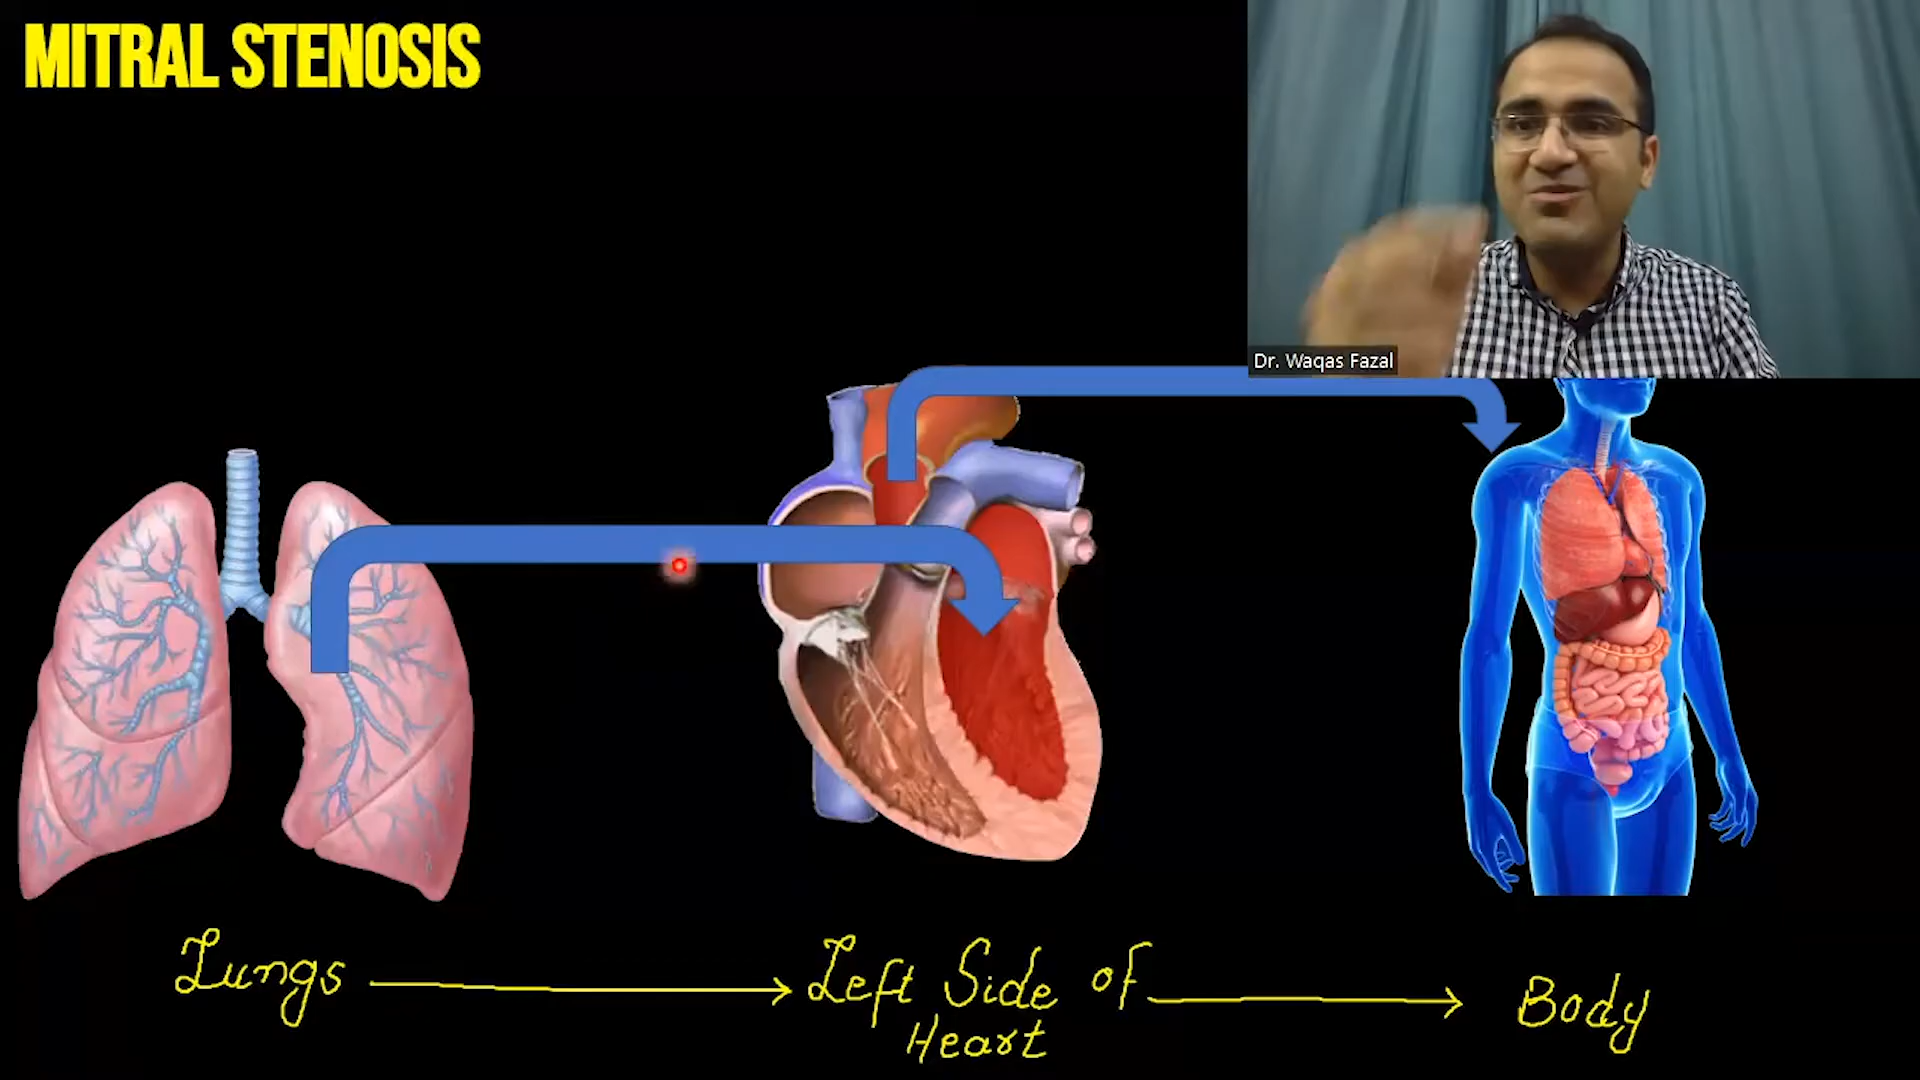 MITRAL STENOSIS
Dr. Waqas Fazal
Lungs
Left Side of
Heart
Body